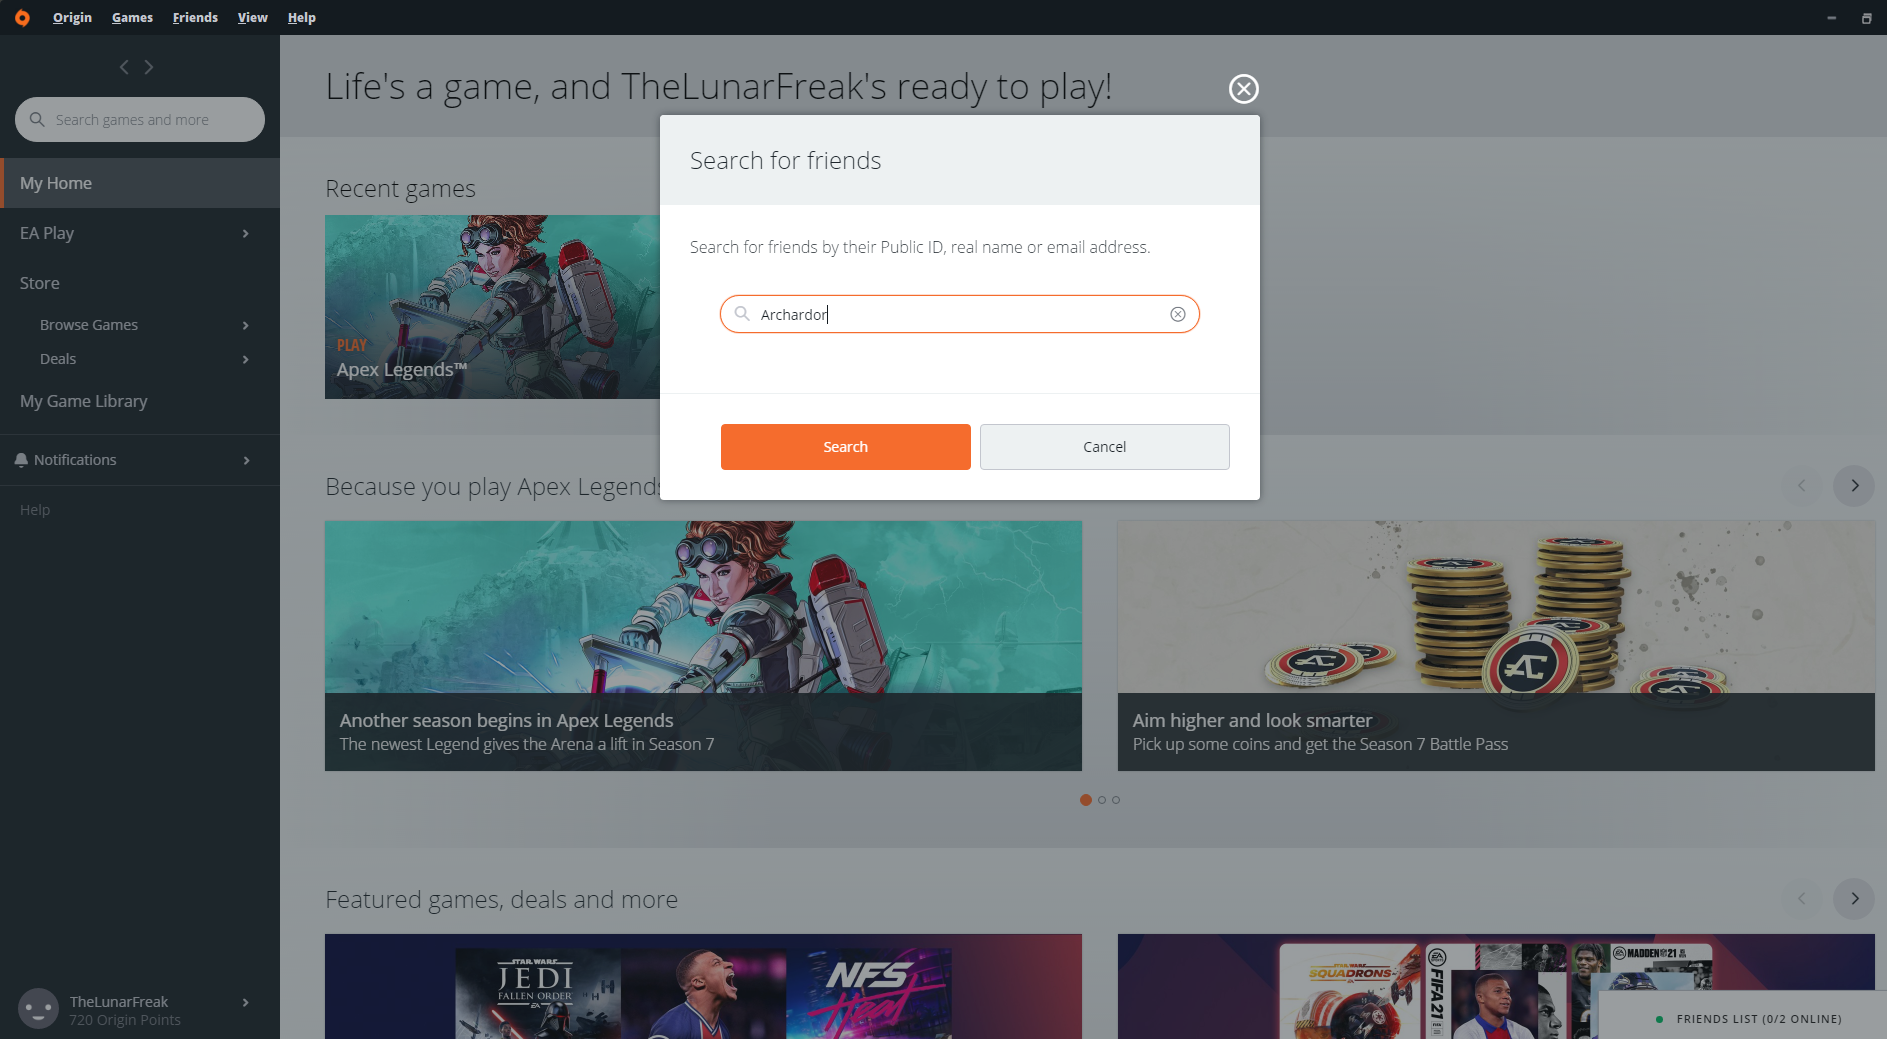 Origin Games Friends View Help
Search games and more
My Home
EA Play
Store
Browse Games
Deals
My Game Library
Notifications
Help
TheLunarFreak
720 Origin Points
Life's a game, and TheLunarFreak's ready to play!
Recent games
PLAY
Apex Legends™
Search for friends
Search for friends by their Public ID, real name or email address.
Archardor
Search
Cancel
Because you play Apex Legends
Another season begins in Apex Legends
The newest Legend gives the Arena a lift in Season 7
Aim higher and look smarter
Pick up some coins and get the Season 7 Battle Pass
Featured games, deals and more
STAR WARS
JEDI
FALLEN ORDER
EA
NFS
Heat
STAR WARS
SQUADRONS
EA
FIFA 21
EA
MADDEN NFL 21
FRIENDS LIST (0/2 ONLINE)